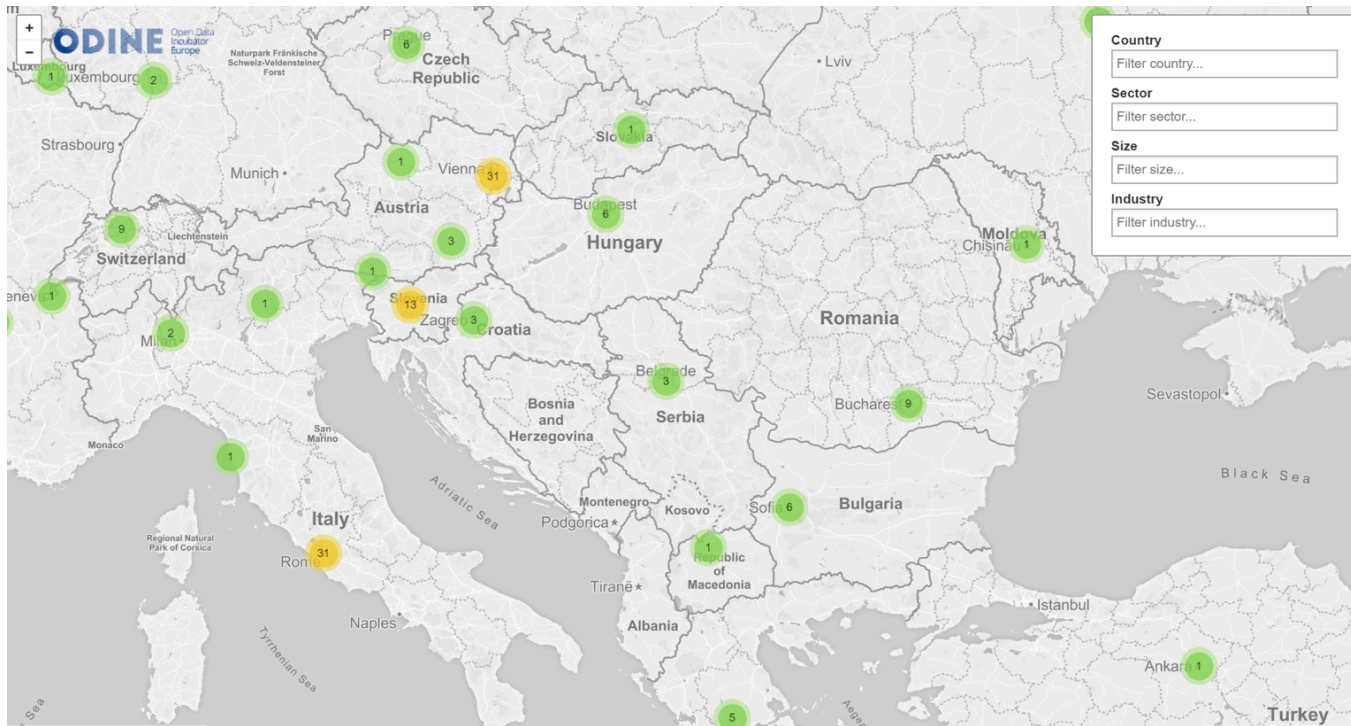 +
−
ODINE
Open Data
Incubator
Europe
Country
Filter country...
Sector
Filter sector...
Size
Filter size...
Industry
Filter industry...
Prague
6
Czech
Republic
Naturpark Fränkische
Schweiz-Veldensteiner
Forst
Luxembourg
1
Luxembourg
2
Lviv
Strasbourg
Slovakia
1
Munich
1
Vienna
31
Austria
Budapest
6
Hungary
9
Liechtenstein
Switzerland
3
Moldova
Chișinău
1
1
Slovenia
13
Geneva
1
1
Zagreb
3
Croatia
Romania
2
Milan
Belgrade
3
Sevastopol
Bucharest
9
Bosnia
and
Herzegovina
Serbia
San
Marino
Monaco
1
Black Sea
Adriatic Sea
Montenegro
Kosovo
Sofia
6
Bulgaria
Italy
Podgorica
Regional Natural
Park of Corsica
Rome
31
1
Republic
of
Macedonia
Tiranë
Istanbul
Naples
Albania
Tyrrhenian Sea
Ankara
1
Sea
5
Turkey